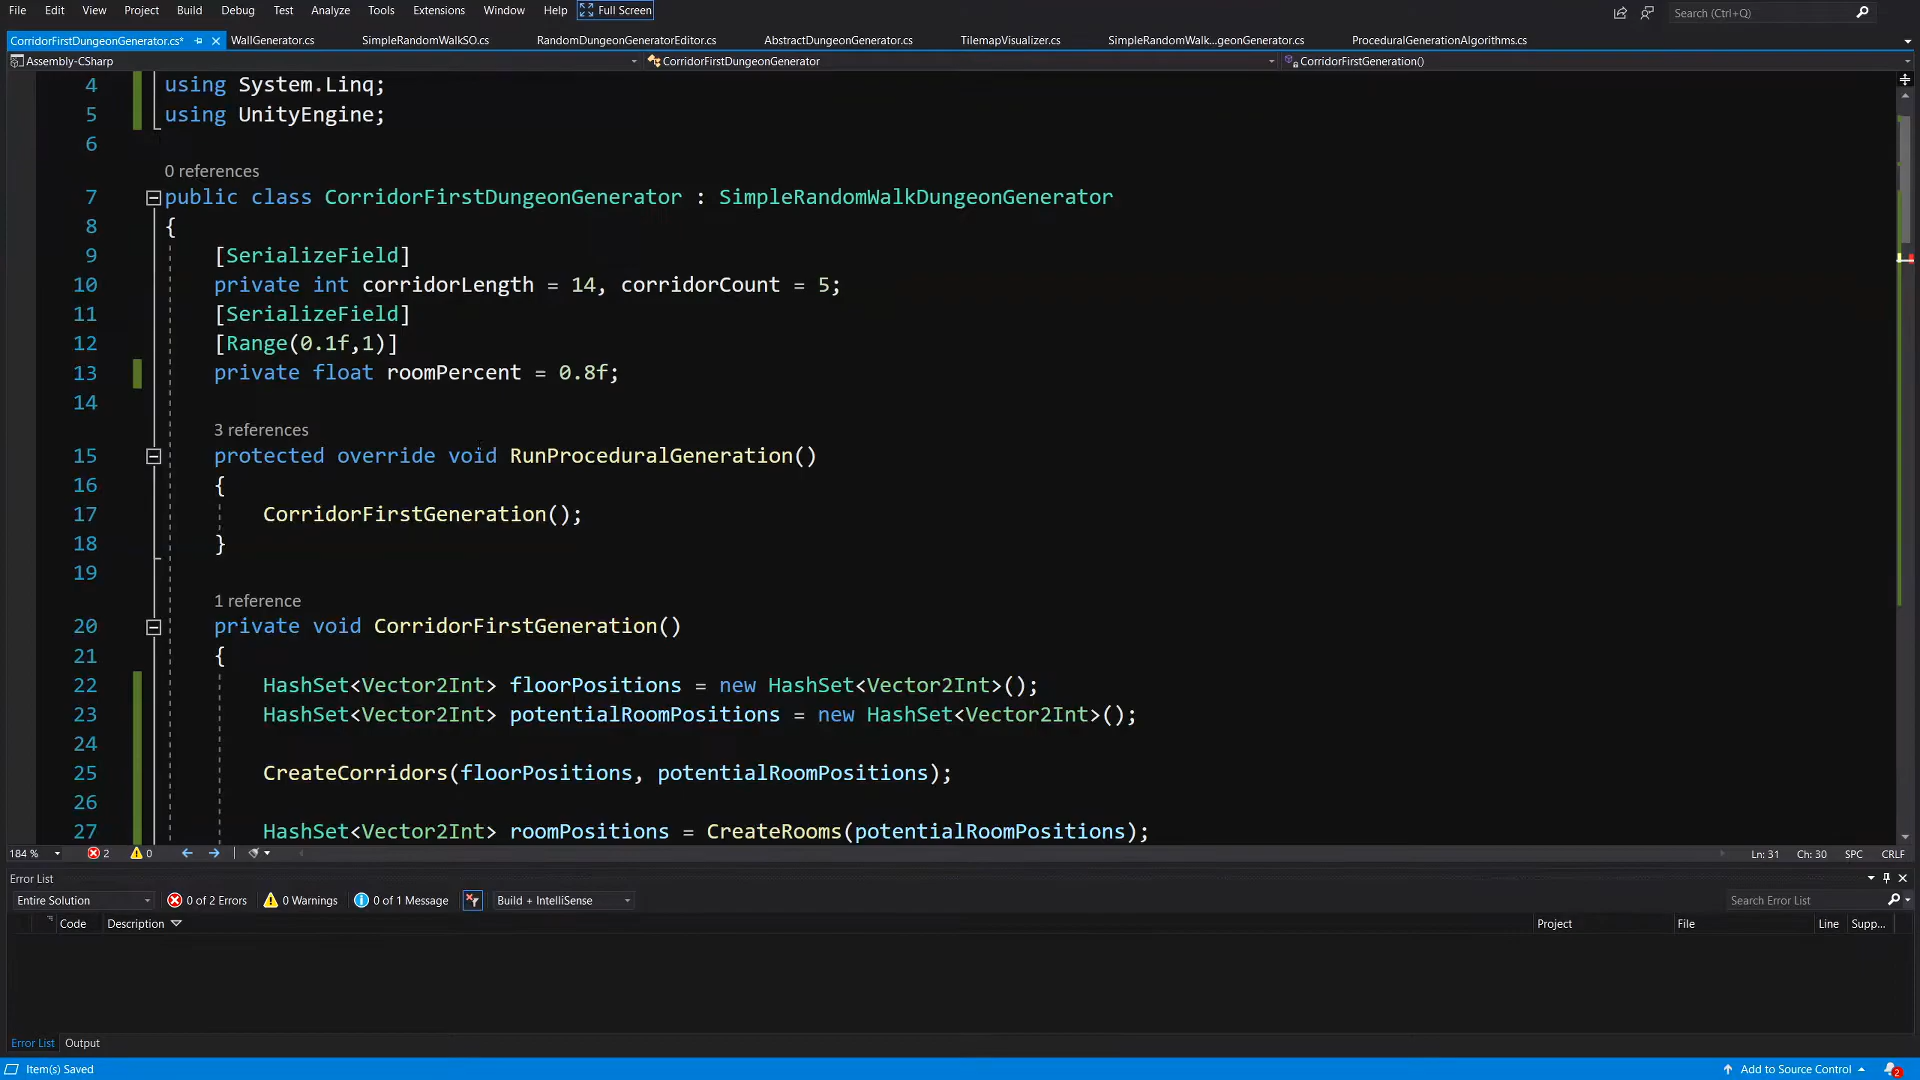 File Edit View Project Build Debug Test Analyze Tools Extensions Window Help Full Screen Search (Ctrl+Q)
CorridorFirstDungeonGenerator.cs* WallGenerator.cs SimpleRandomWalkSO.cs RandomDungeonGeneratorEditor.cs AbstractDungeonGenerator.cs TilemapVisualizer.cs SimpleRandomWalk...geonGenerator.cs ProceduralGenerationAlgorithms.cs
Assembly-CSharp CorridorFirstDungeonGenerator CorridorFirstGeneration()
4 using System.Linq;
5 using UnityEngine;
6
0 references
7 public class CorridorFirstDungeonGenerator : SimpleRandomWalkDungeonGenerator
8 {
9 [SerializeField]
10 private int corridorLength = 14, corridorCount = 5;
11 [SerializeField]
12 [Range(0.1f,1)]
13 private float roomPercent = 0.8f;
14
3 references
15 protected override void RunProceduralGeneration()
16 {
17 CorridorFirstGeneration();
18 }
19
1 reference
20 private void CorridorFirstGeneration()
21 {
22 HashSet<Vector2Int> floorPositions = new HashSet<Vector2Int>();
23 HashSet<Vector2Int> potentialRoomPositions = new HashSet<Vector2Int>();
24
25 CreateCorridors(floorPositions, potentialRoomPositions);
26
27 HashSet<Vector2Int> roomPositions = CreateRooms(potentialRoomPositions);
184 % 2 0 Ln: 31 Ch: 30 SPC CRLF
Error List
Entire Solution 0 of 2 Errors 0 Warnings 0 of 1 Message Build + IntelliSense Search Error List
Code Description Project File Line Supp...
Error List Output
Item(s) Saved Add to Source Control 2